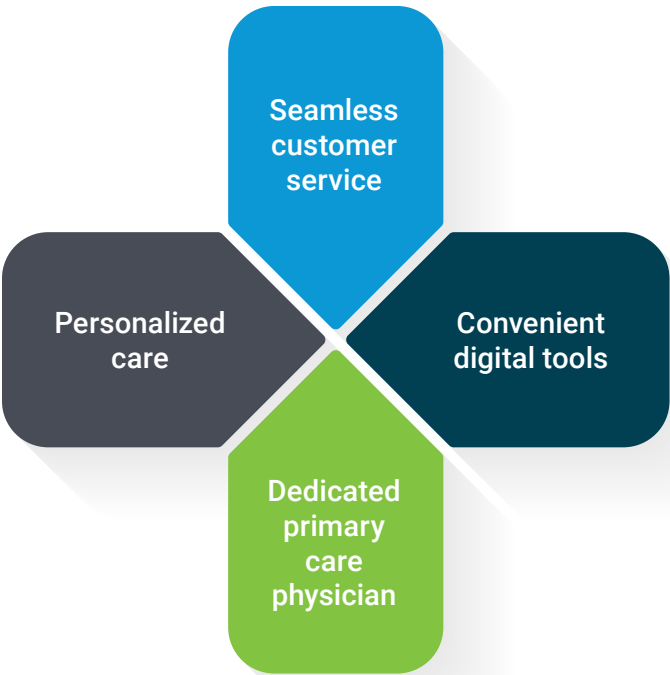 Seamless
customer
service
Personalized
care
Convenient
digital tools
Dedicated
primary
care
physician